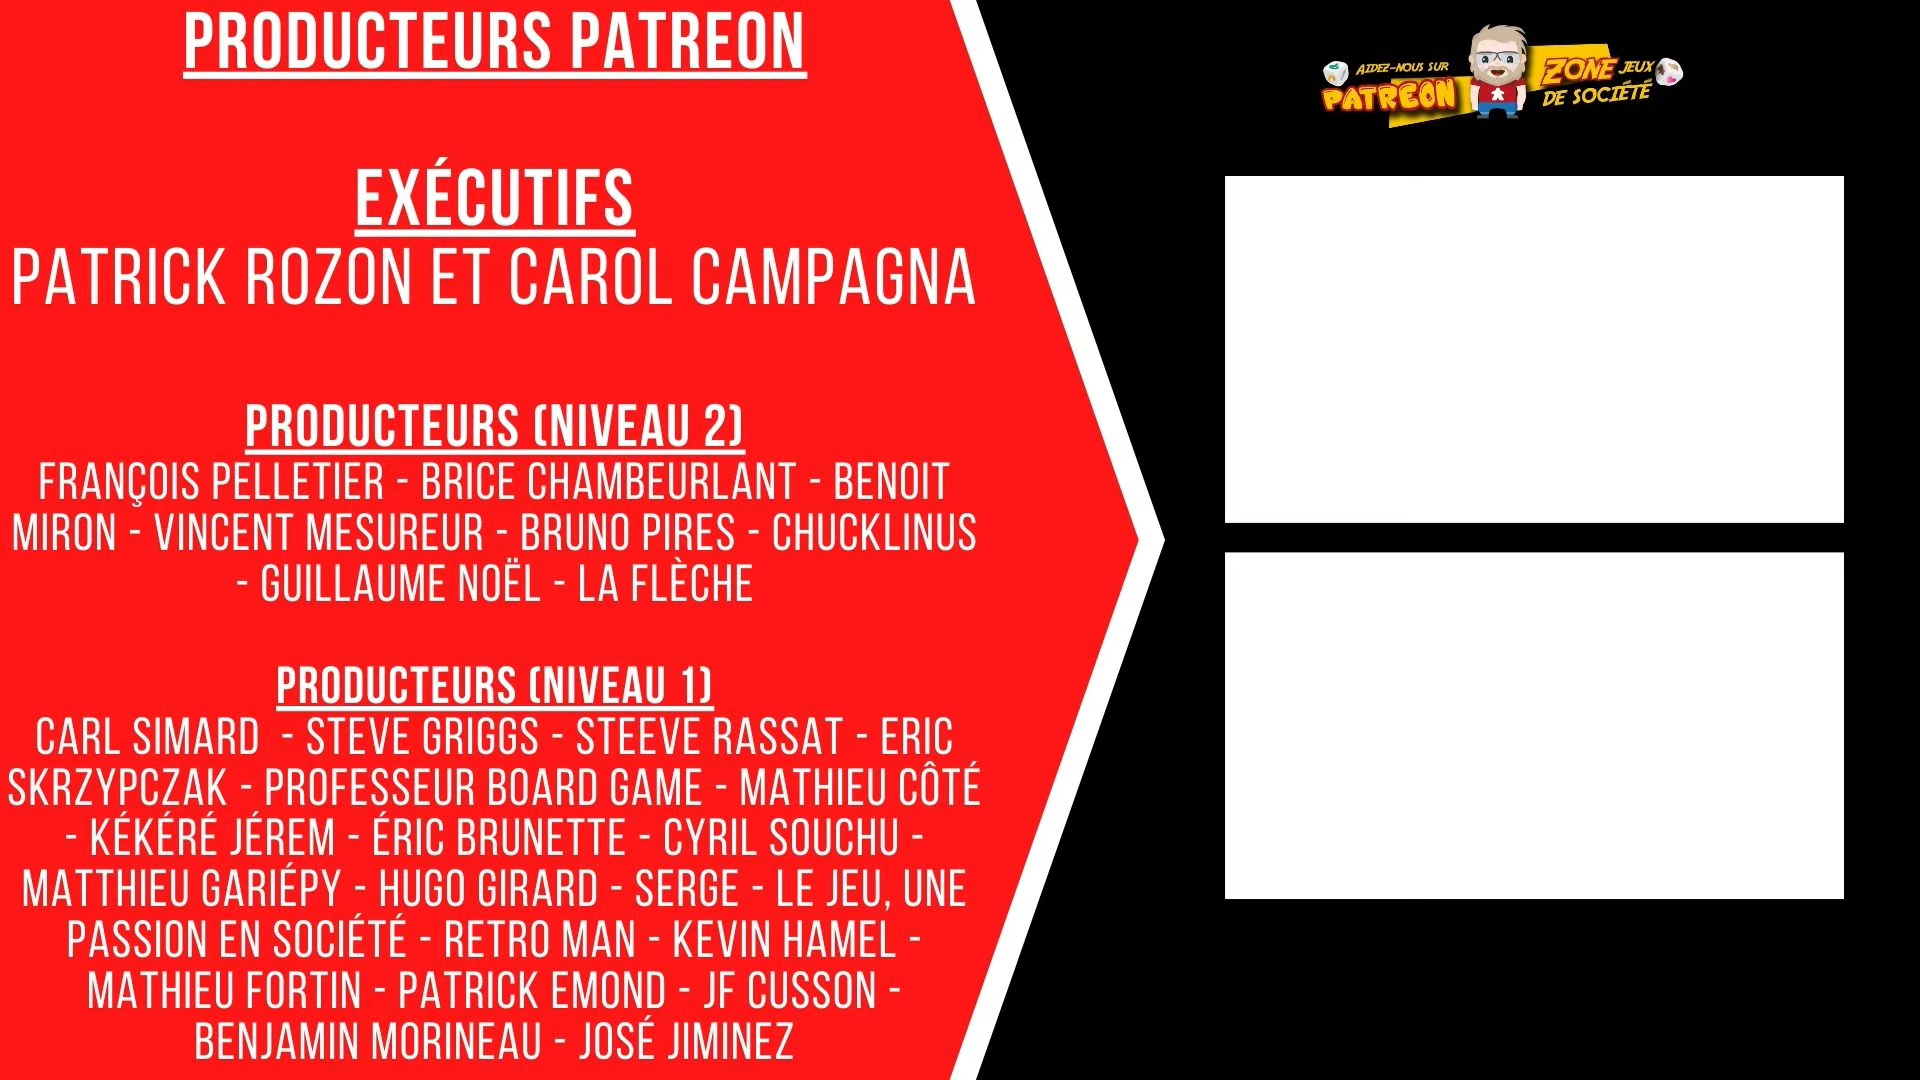 PRODUCTEURS PATREON
EXÉCUTIFS
PATRICK ROZON ET CAROL CAMPAGNA
PRODUCTEURS (NIVEAU 2)
FRANÇOIS PELLETIER - BRICE CHAMBEURLANT - BENOIT
MIRON - VINCENT MESUREUR - BRUNO PIRES - CHUCKLINUS
- GUILLAUME NOËL - LA FLÈCHE
PRODUCTEURS (NIVEAU 1)
CARL SIMARD - STEVE GRIGGS - STEEVE RASSAT - ERIC
SKRZYPCZAK - PROFESSEUR BOARD GAME - MATHIEU CÔTÉ
- KÉKÉRÉ JÉREM - ÉRIC BRUNETTE - CYRIL SOUCHU -
MATTHIEU GARIÉPY - HUGO GIRARD - SERGE - LE JEU, UNE
PASSION EN SOCIÉTÉ - RETRO MAN - KEVIN HAMEL -
MATHIEU FORTIN - PATRICK EMOND - JF CUSSON -
BENJAMIN MORINEAU - JOSÉ JIMINEZ
AIDEZ-NOUS SUR
PATREON
ZONE JEUX
DE SOCIÉTÉ